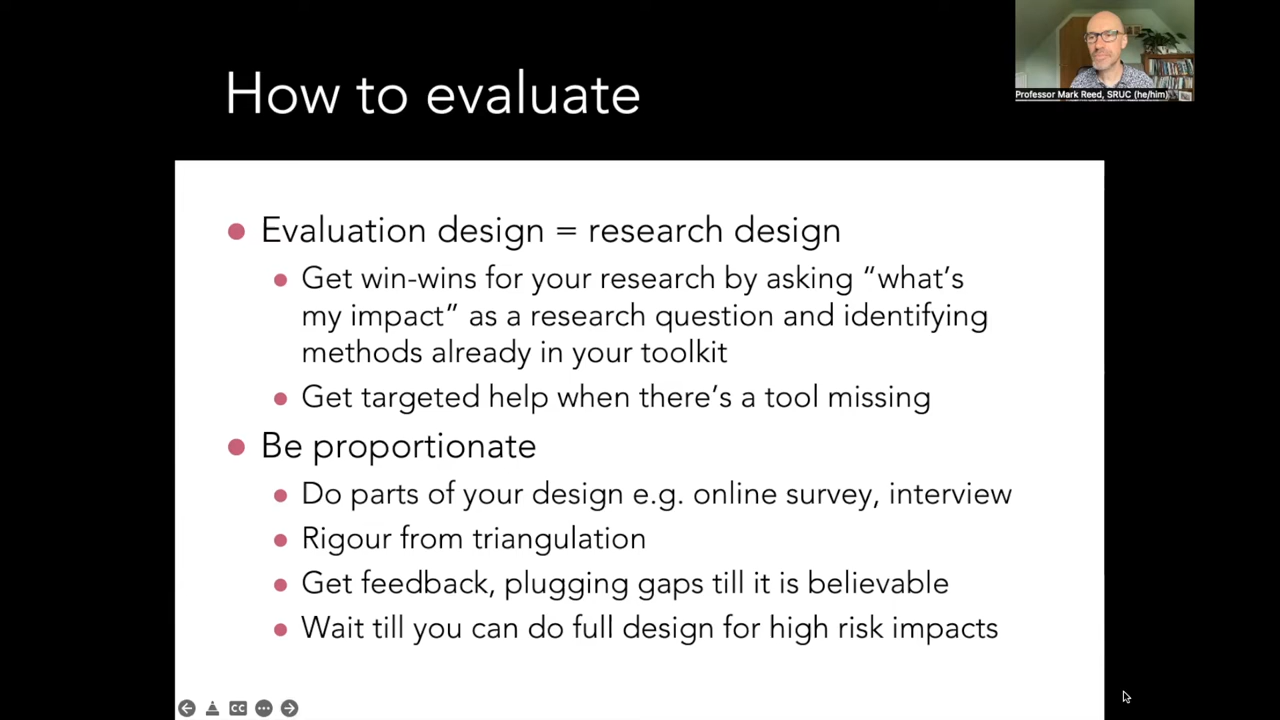 How to evaluate
Professor Mark Reed, SRUC (he/him)
Evaluation design = research design
Get win-wins for your research by asking “what’s
my impact” as a research question and identifying
methods already in your toolkit
Get targeted help when there’s a tool missing
Be proportionate
Do parts of your design e.g. online survey, interview
Rigour from triangulation
Get feedback, plugging gaps till it is believable
Wait till you can do full design for high risk impacts
CC